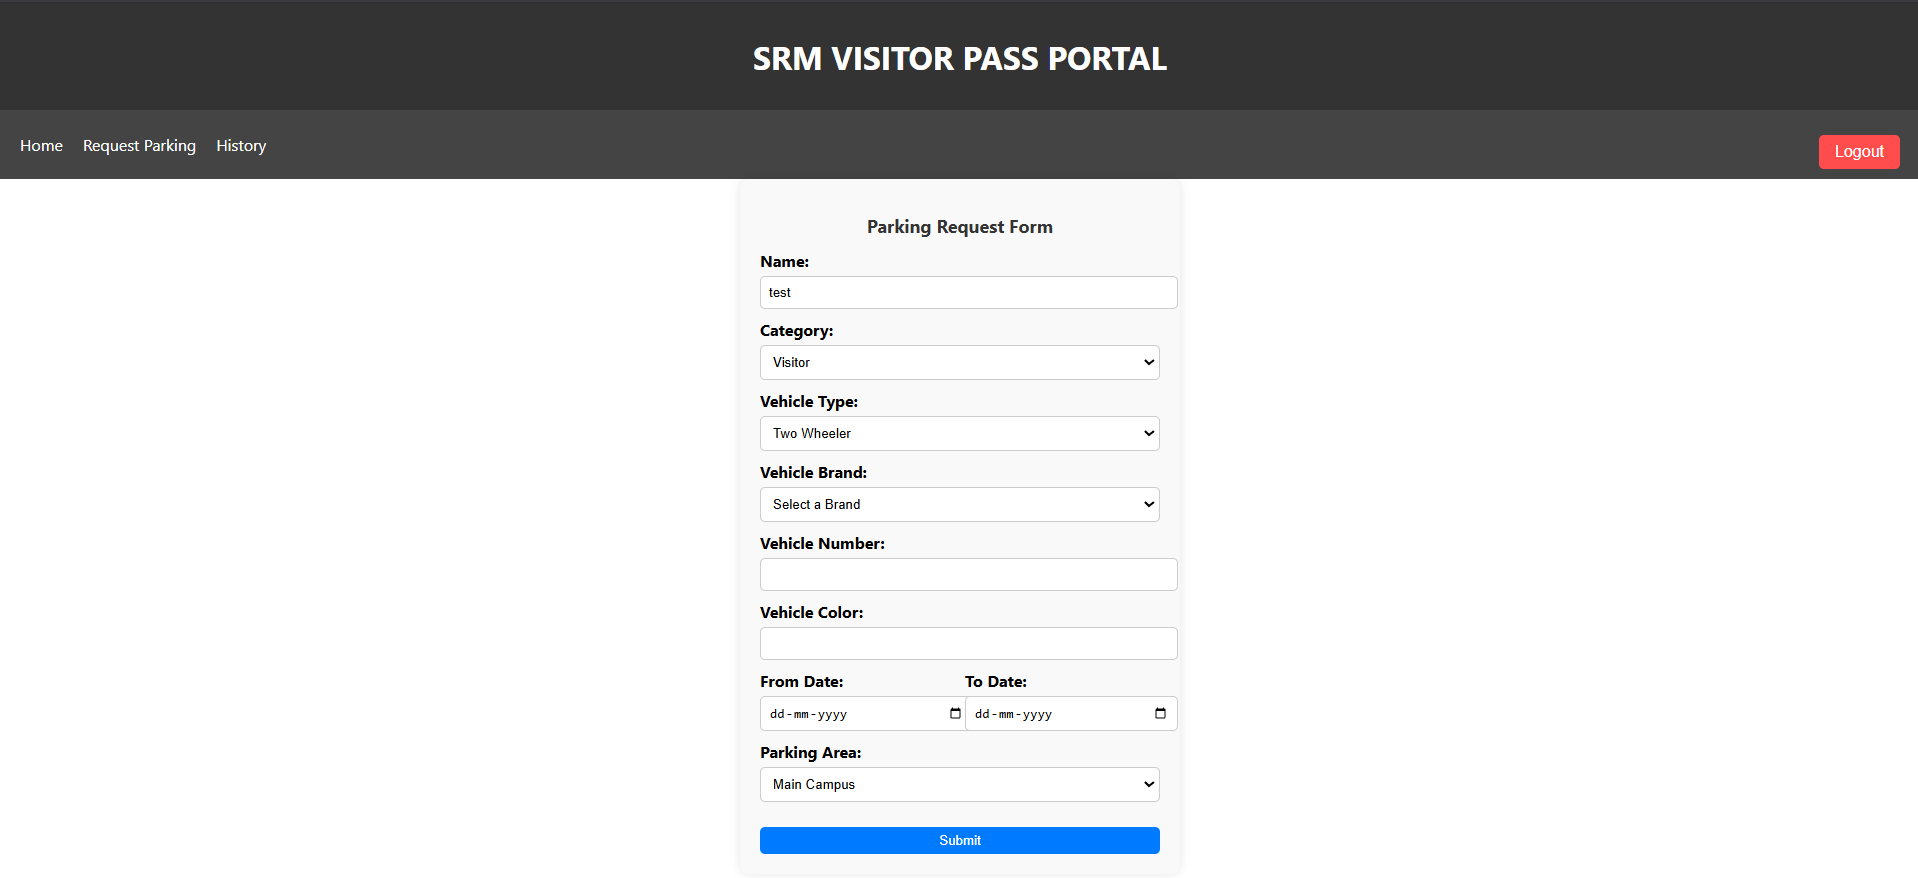 SRM VISITOR PASS PORTAL
Home Request Parking History Logout
Parking Request Form
Name:
test
Category:
Visitor
Vehicle Type:
Two Wheeler
Vehicle Brand:
Select a Brand
Vehicle Number:
Vehicle Color:
From Date: To Date:
dd-mm-yyyy dd-mm-yyyy
Parking Area:
Main Campus
Submit